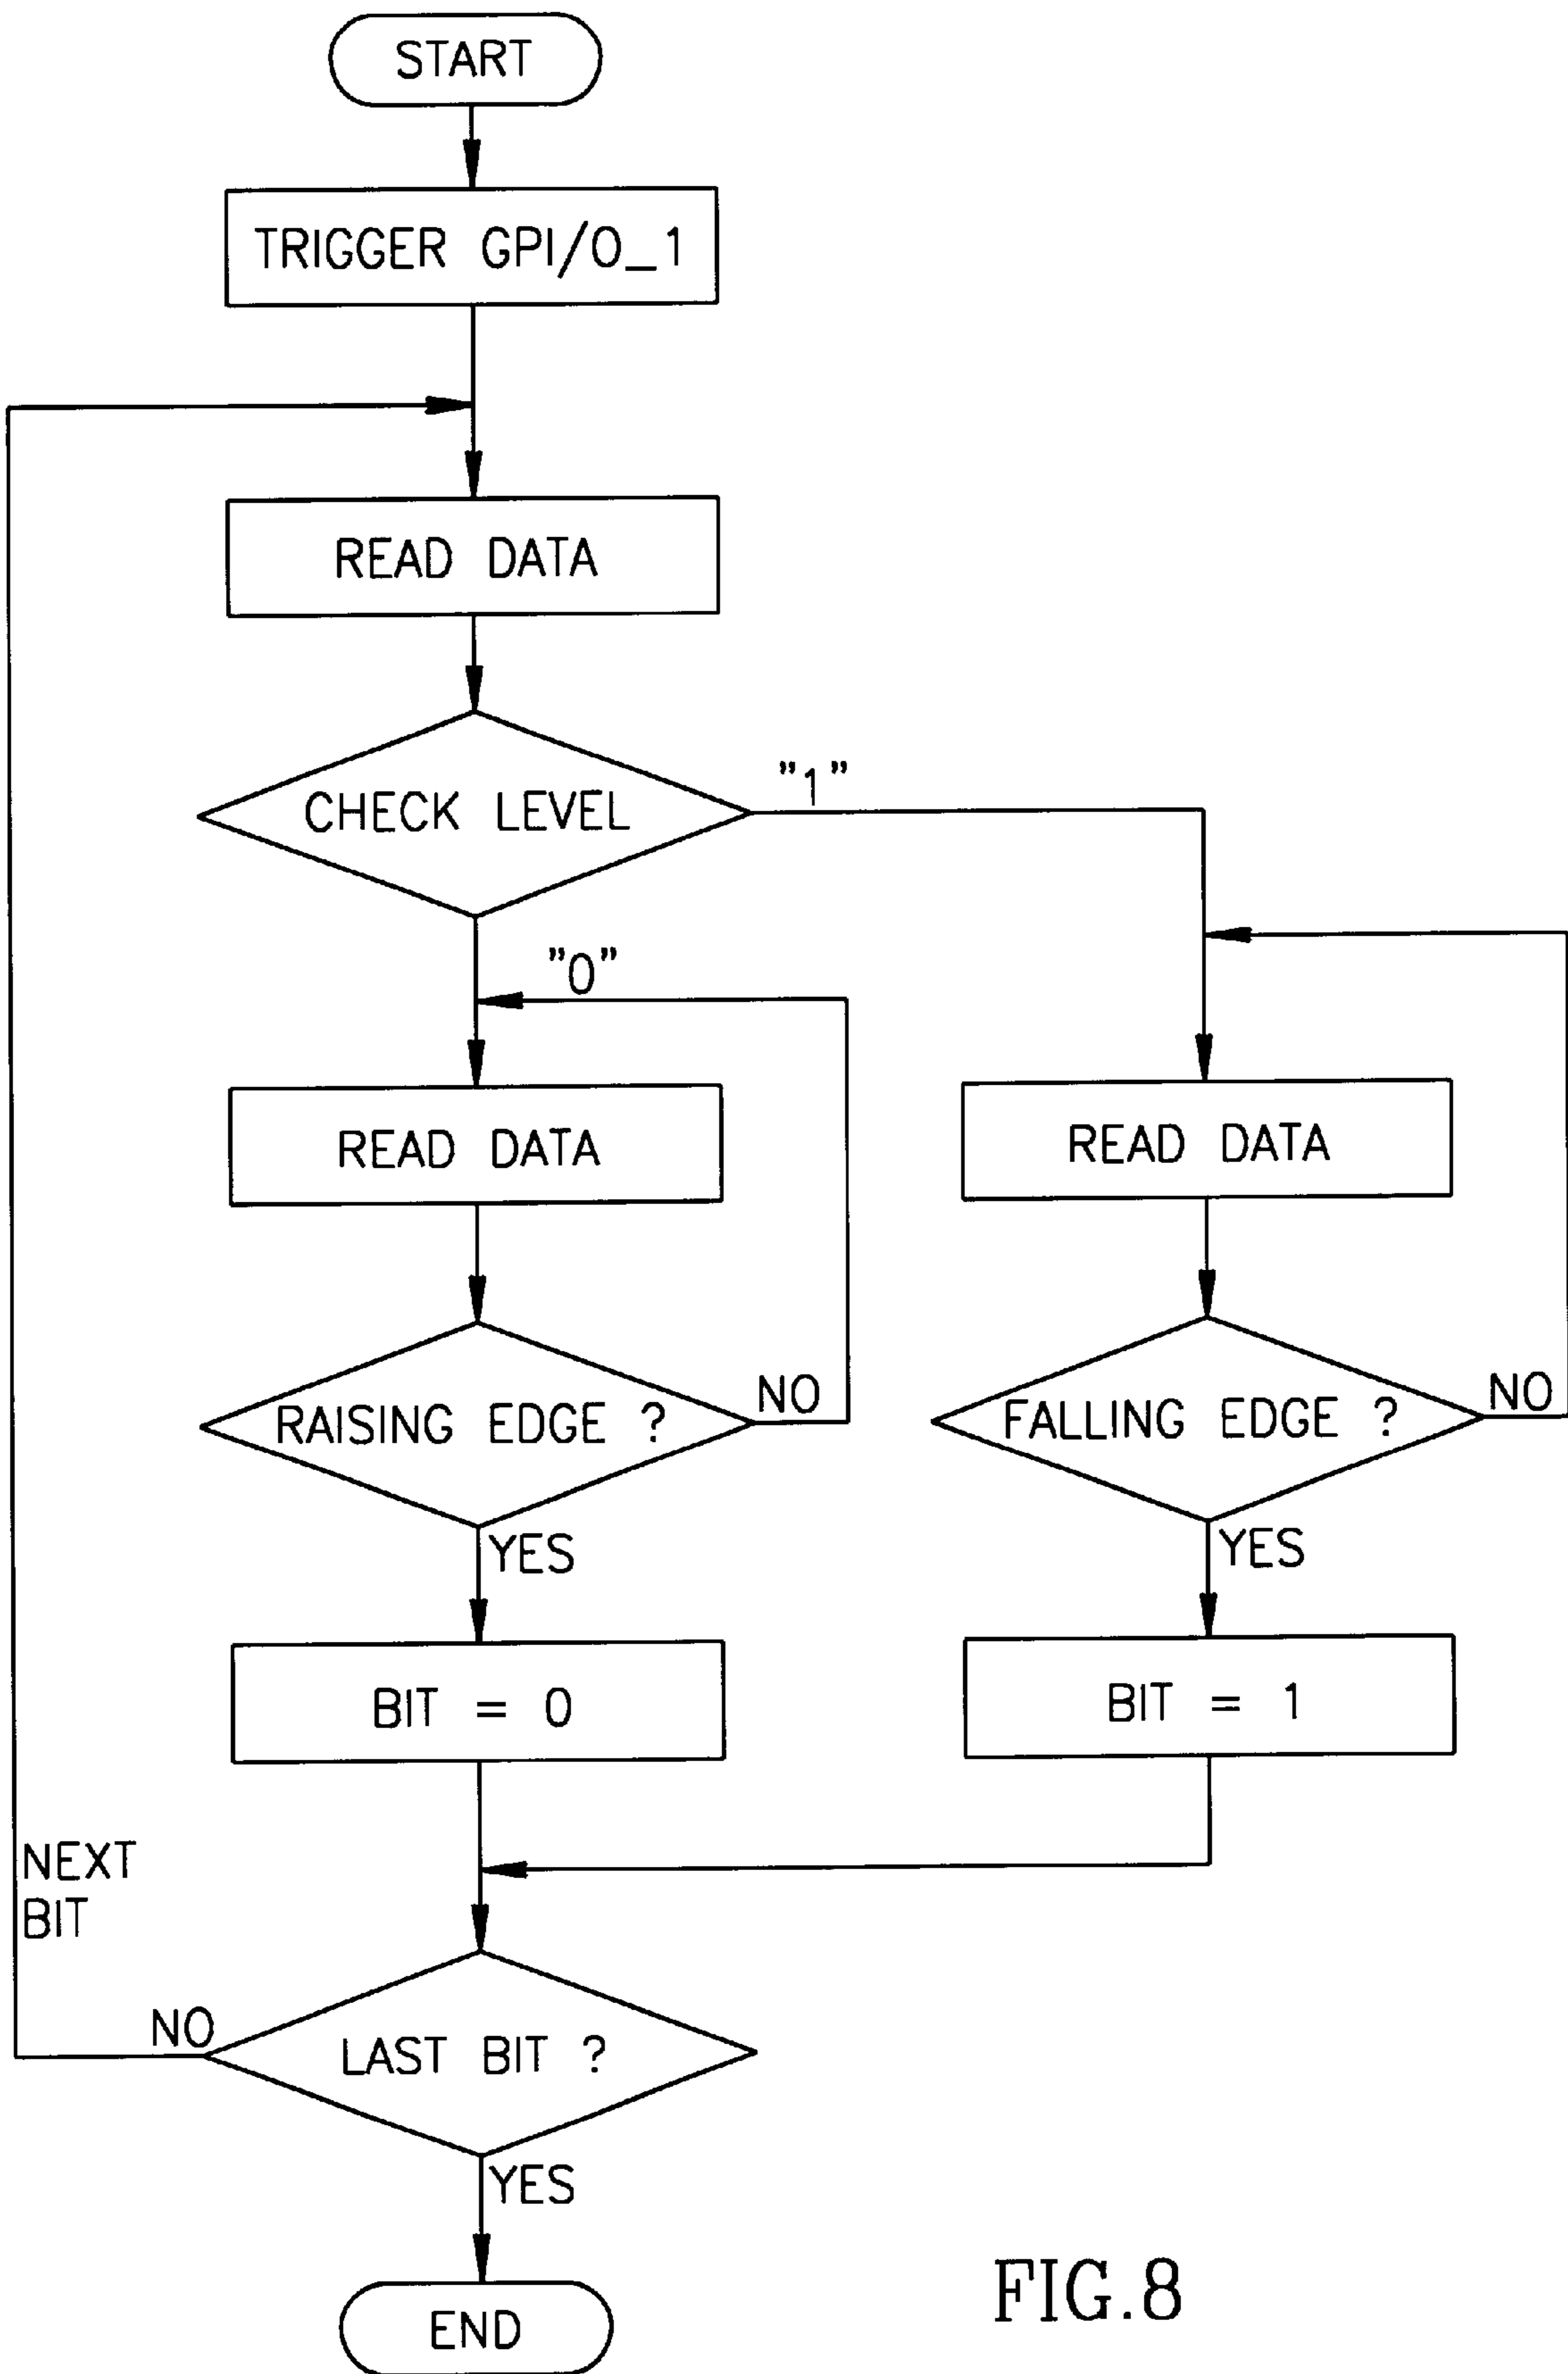 START
TRIGGER GPI/O_1
READ DATA
CHECK LEVEL
"1"
"0"
READ DATA
READ DATA
RAISING EDGE ?
NO
FALLING EDGE ?
NO
YES
YES
BIT = 0
BIT = 1
NEXT
BIT
NO
LAST BIT ?
YES
END
FIG.8